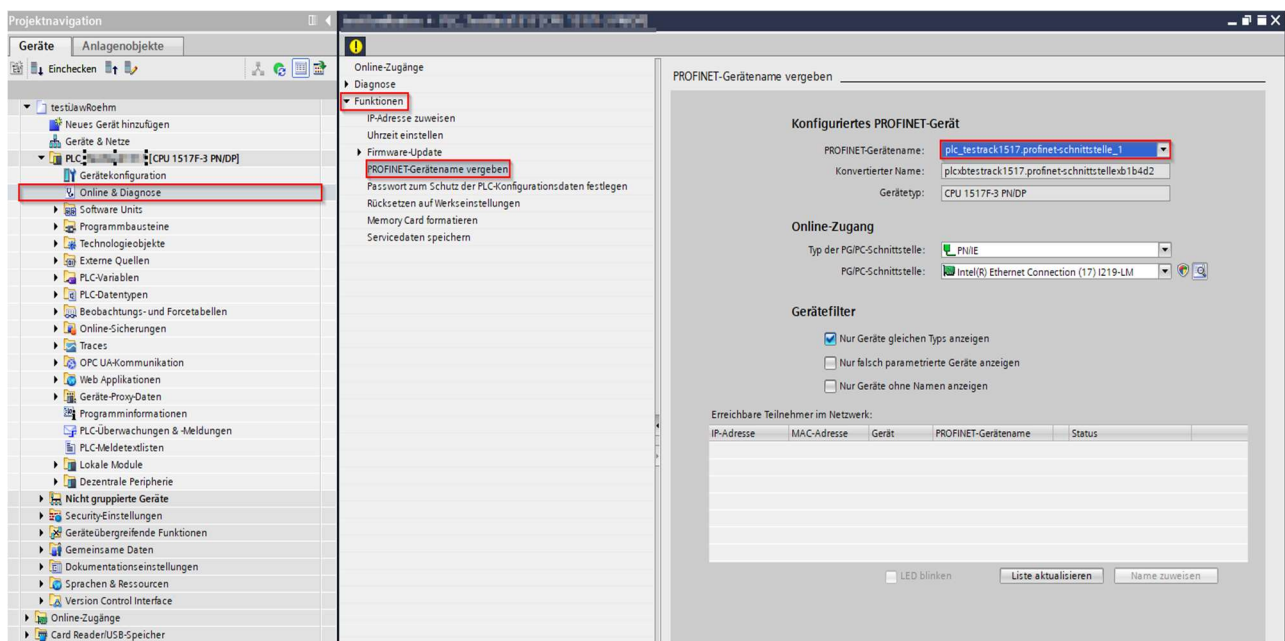 Projektnavigation
Geräte
Anlagenobjekte
Einchecken
testiJawRoehm
Neues Gerät hinzufügen
Geräte & Netze
PLC [CPU 1517F-3 PN/DP]
Gerätekonfiguration
Online & Diagnose
Software Units
Programmbausteine
Technologieobjekte
Externe Quellen
PLC-Variablen
PLC-Datentypen
Beobachtungs- und Forcetabellen
Online-Sicherungen
Traces
OPC UA-Kommunikation
Web Applikationen
Geräte-Proxy-Daten
Programminformationen
PLC-Überwachungen & -Meldungen
PLC-Meldetextlisten
Lokale Module
Dezentrale Peripherie
Nicht gruppierte Geräte
Security-Einstellungen
Geräteübergreifende Funktionen
Gemeinsame Daten
Dokumentationseinstellungen
Sprachen & Ressourcen
Version Control Interface
Online-Zugänge
Card Reader/USB-Speicher
Online-Zugänge
Diagnose
Funktionen
IP-Adresse zuweisen
Uhrzeit einstellen
Firmware-Update
PROFINET-Gerätename vergeben
Passwort zum Schutz der PLC-Konfigurationsdaten festlegen
Rücksetzen auf Werkseinstellungen
Memory Card formatieren
Servicedaten speichern
PROFINET-Gerätename vergeben
Konfiguriertes PROFINET-Gerät
PROFINET-Gerätename: plc_testrack1517.profinet-schnittstelle_1
Konvertierter Name: plcxbtestrack1517.profinet-schnittstellexb1b4d2
Gerätetyp: CPU 1517F-3 PN/DP
Online-Zugang
Typ der PG/PC-Schnittstelle: PN/IE
PG/PC-Schnittstelle: Intel(R) Ethernet Connection (17) I219-LM
Gerätefilter
Nur Geräte gleichen Typs anzeigen
Nur falsch parametrierte Geräte anzeigen
Nur Geräte ohne Namen anzeigen
Erreichbare Teilnehmer im Netzwerk:
IP-Adresse MAC-Adresse Gerät PROFINET-Gerätename Status
LED blinken Liste aktualisieren Name zuweisen